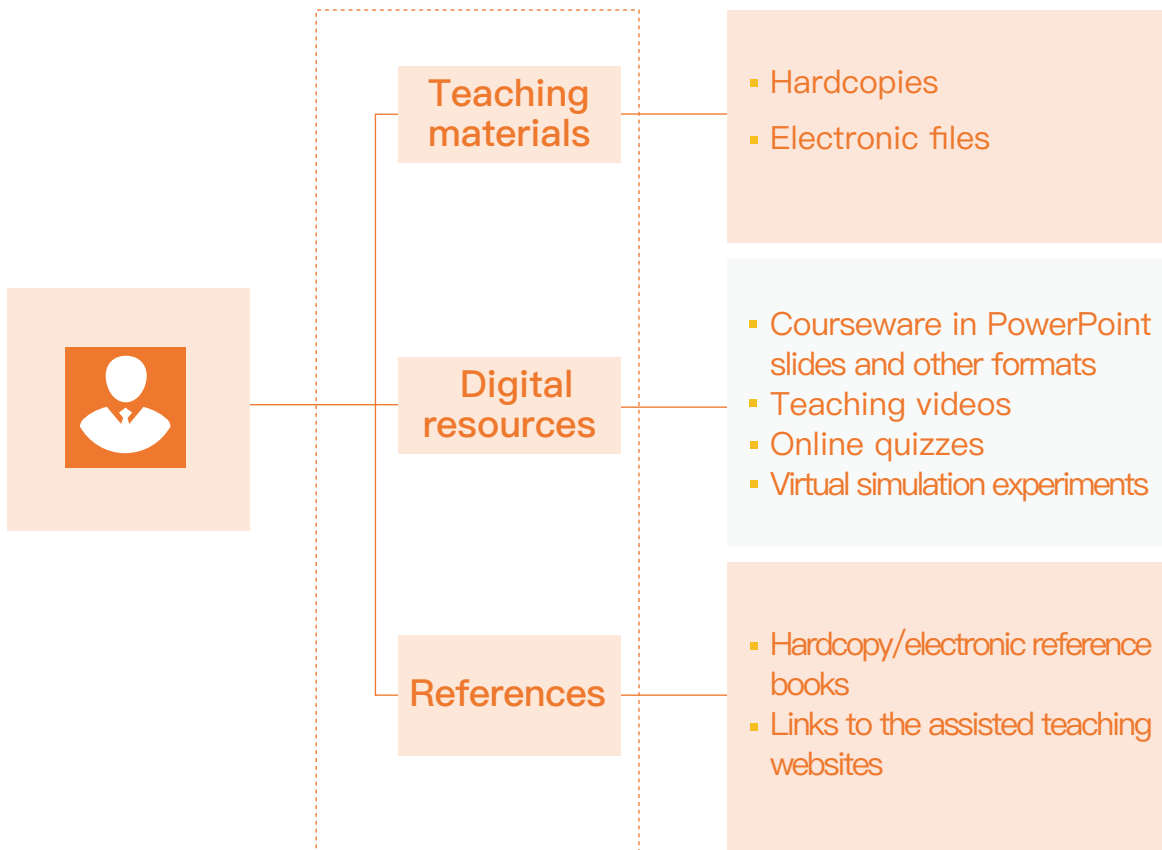 Teaching
materials
Hardcopies
Electronic files
Digital
resources
Courseware in PowerPoint
slides and other formats
Teaching videos
Online quizzes
Virtual simulation experiments
References
Hardcopy/electronic reference
books
Links to the assisted teaching
websites